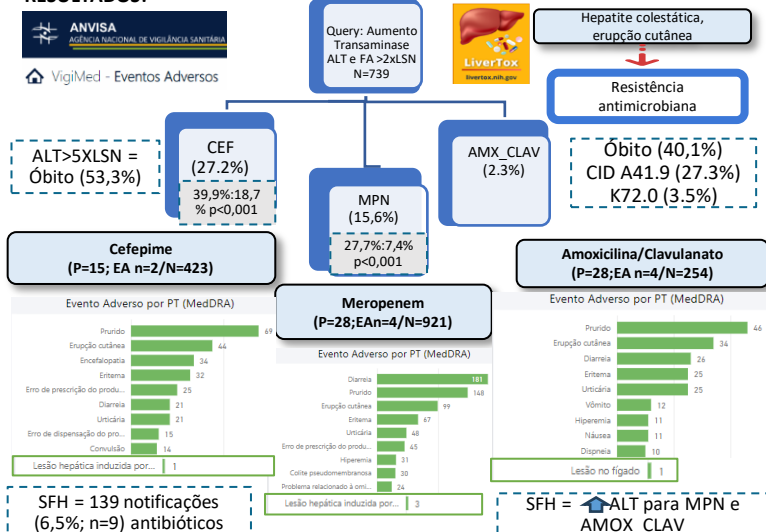 RESULTADOS:
ANVISA
AGÊNCIA NACIONAL DE VIGILÂNCIA SANITÁRIA
VigiMed - Eventos Adversos
Query: Aumento
Transaminase
ALT e FA >2xLSN
N=739
LiverTox
livertox.nih.gov
Hepatite colestática,
erupção cutânea
Resistência
antimicrobiana
ALT>5XLSN =
Óbito (53,3%)
CEF
(27.2%)
39,9%:18,7
% p<0,001
MPN
(15,6%)
27,7%:7,4%
p<0,001
AMX_CLAV
(2.3%)
Óbito (40,1%)
CID A41.9 (27.3%)
K72.0 (3.5%)
Cefepime
(P=15; EA n=2/N=423)
Evento Adverso por PT (MedDRA)
Prurido 69
Erupção cutânea 44
Encefalopatia 34
Eritema 32
Erro de prescrição do produ... 25
Diarreia 21
Urticária 21
Erro de dispensação do pro... 15
Convulsão 14
Lesão hepática induzida por... 1
SFH = 139 notificações
(6,5%; n=9) antibióticos
Meropenem
(P=28;EAn=4/N=921)
Evento Adverso por PT (MedDRA)
Diarreia 181
Prurido 148
Erupção cutânea 99
Eritema 67
Urticária 48
Erro de prescrição do produ... 45
Hiperemia 31
Colite pseudomembranosa 30
Problema relacionado à omi... 24
Lesão hepática induzida por... 3
Amoxicilina/Clavulanato
(P=28;EA n=4/N=254)
Evento Adverso por PT (MedDRA)
Prurido 46
Erupção cutânea 34
Diarreia 26
Eritema 25
Urticária 25
Vômito 12
Hiperemia 11
Náusea 11
Dispneia 10
Lesão no fígado 1
SFH = ALT para MPN e
AMOX_CLAV